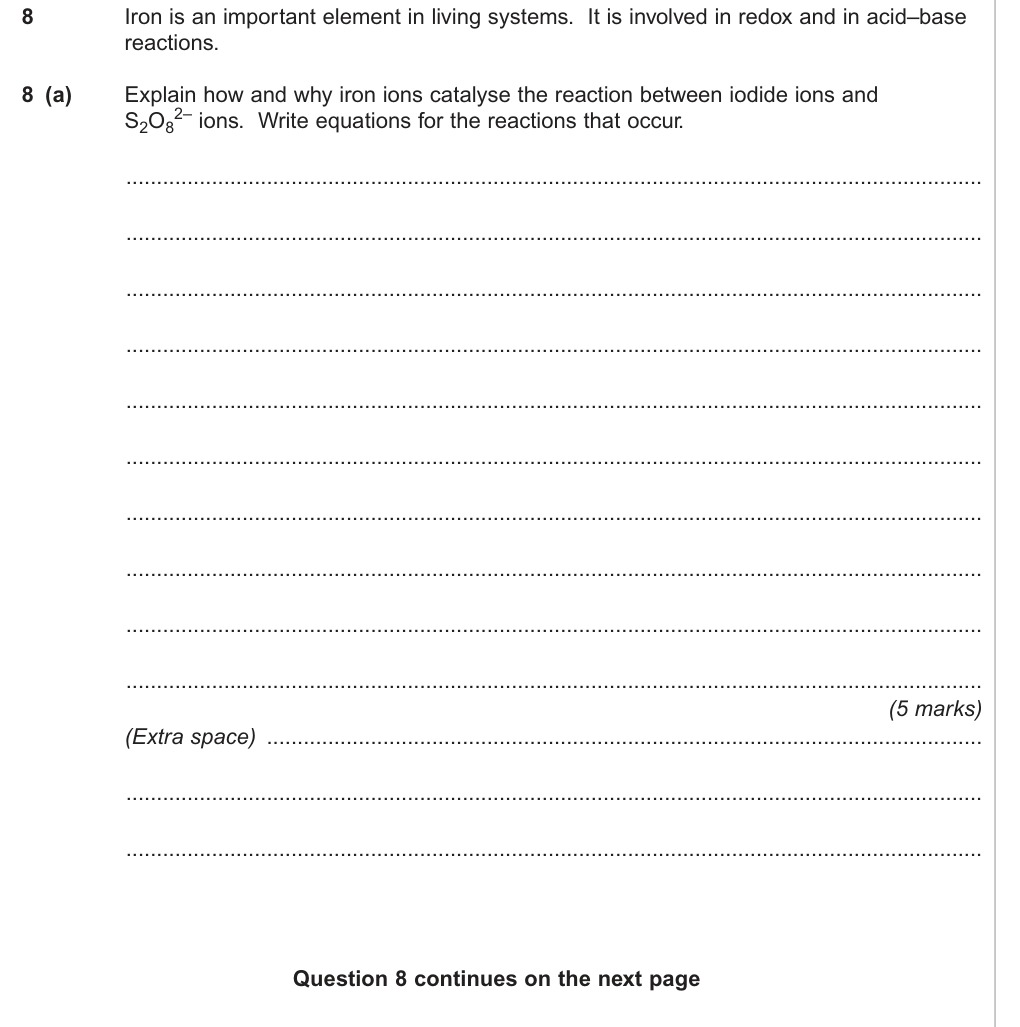 8 Iron is an important element in living systems. It is involved in redox and in acid–base
reactions.
8 (a) Explain how and why iron ions catalyse the reaction between iodide ions and
S₂O₈²⁻ ions. Write equations for the reactions that occur.
(5 marks)
(Extra space)
Question 8 continues on the next page